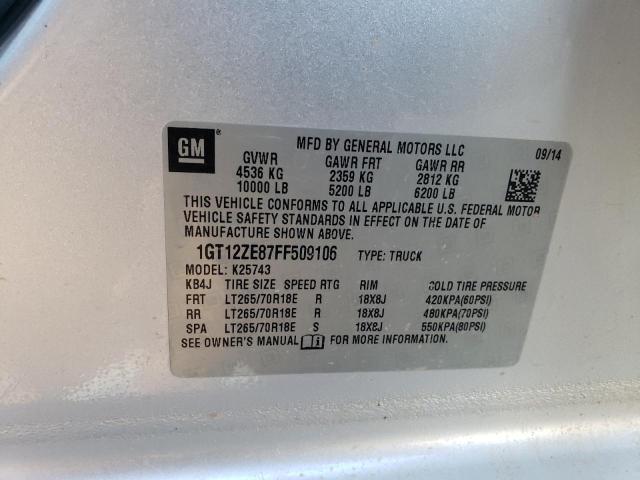 GM ®
MFD BY GENERAL MOTORS LLC 09/14
GVWR GAWR FRT GAWR RR
4536 KG 2359 KG 2812 KG
10000 LB 5200 LB 6200 LB
THIS VEHICLE CONFORMS TO ALL APPLICABLE U.S. FEDERAL MOTOR
VEHICLE SAFETY STANDARDS IN EFFECT ON THE DATE OF
MANUFACTURE SHOWN ABOVE.
1GT12ZE87FF509106 TYPE: TRUCK
MODEL: K25743
KB4J TIRE SIZE SPEED RTG RIM COLD TIRE PRESSURE
FRT LT265/70R18E R 18X8J 420KPA(60PSI)
RR LT265/70R18E R 18X8J 480KPA(70PSI)
SPA LT265/70R18E S 18X8J 550KPA(80PSI)
SEE OWNER'S MANUAL i FOR MORE INFORMATION